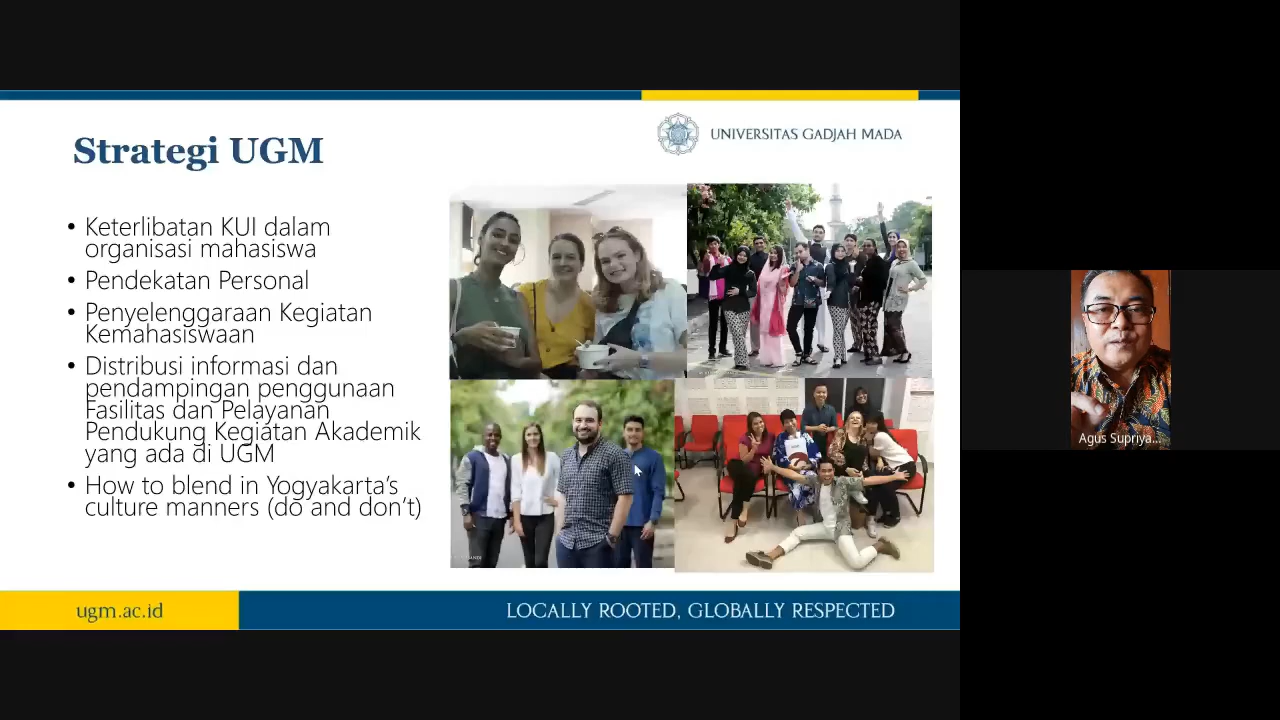 Strategi UGM
UNIVERSITAS GADJAH MADA
• Keterlibatan KUI dalam
organisasi mahasiswa
• Pendekatan Personal
• Penyelenggaraan Kegiatan
Kemahasiswaan
• Distribusi informasi dan
pendampingan penggunaan
Fasilitas dan Pelayanan
Pendukung Kegiatan Akademik
yang ada di UGM
• How to blend in Yogyakarta’s
culture manners (do and don’t)
Agus Supriya...
ugm.ac.id
LOCALLY ROOTED, GLOBALLY RESPECTED